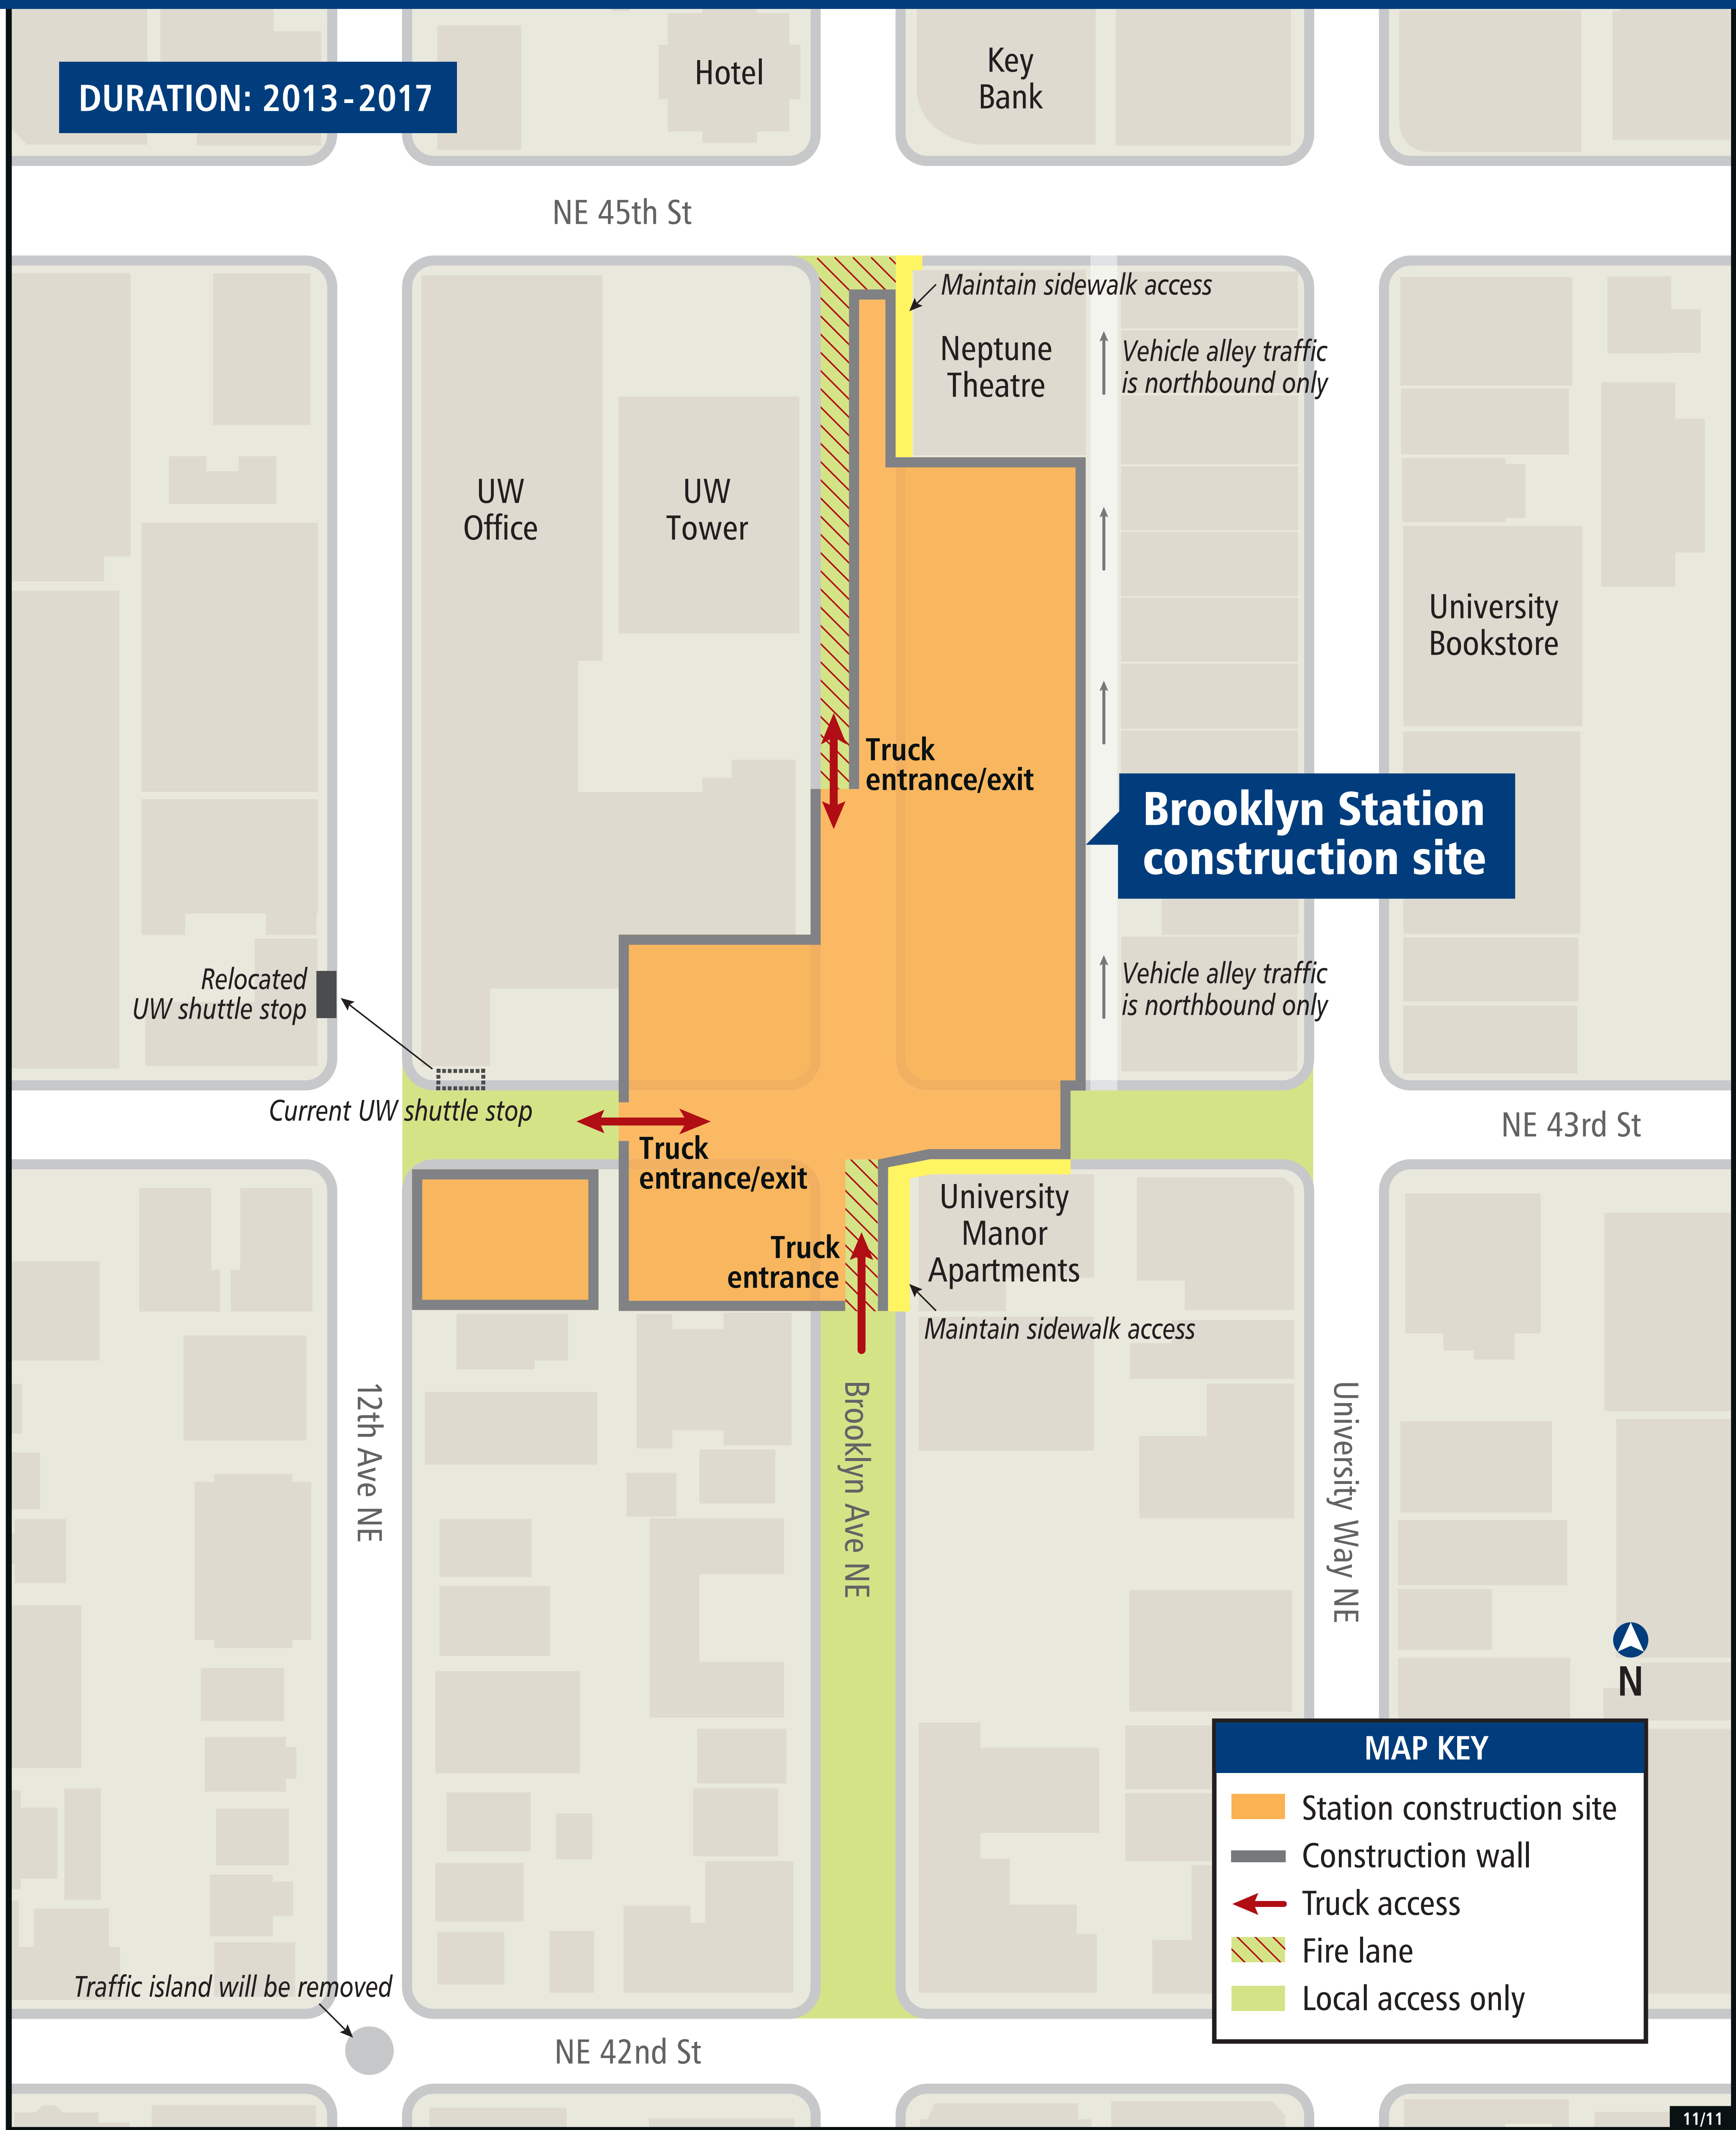 DURATION: 2013-2017
Hotel
Key
Bank
NE 45th St
Maintain sidewalk access
Neptune
Theatre
Vehicle alley traffic
is northbound only
UW
Office
UW
Tower
University
Bookstore
Truck
entrance/exit
Brooklyn Station
construction site
Relocated
UW shuttle stop
Vehicle alley traffic
is northbound only
Current UW shuttle stop
NE 43rd St
Truck
entrance/exit
University
Manor
Apartments
Truck
entrance
Maintain sidewalk access
12th Ave NE
Brooklyn Ave NE
University Way NE
N
MAP KEY
Station construction site
Construction wall
Truck access
Fire lane
Local access only
Traffic island will be removed
NE 42nd St
11/11